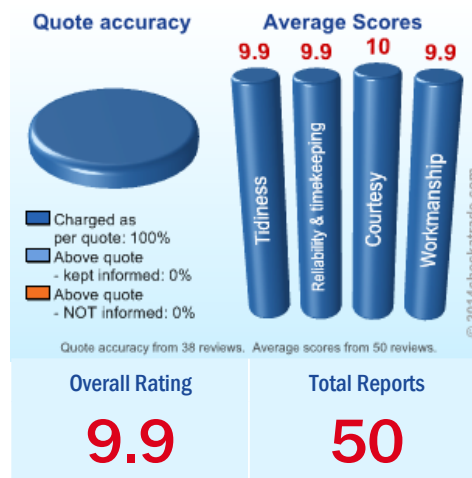 Quote accuracy
Average Scores
9.9 9.9 10 9.9
Tidiness
Reliability & timekeeping
Courtesy
Workmanship
Charged as
per quote: 100%
Above quote
- kept informed: 0%
Above quote
- NOT informed: 0%
© 2014checkatrade.com
Quote accuracy from 38 reviews. Average scores from 50 reviews.
Overall Rating
Total Reports
9.9
50